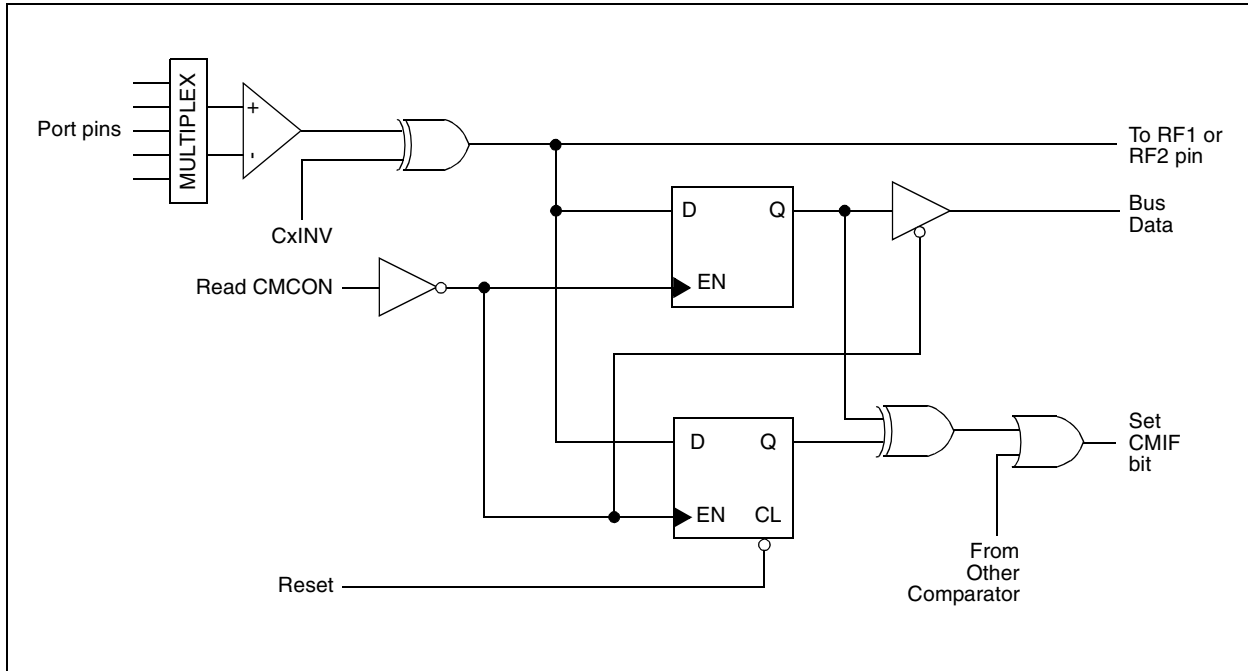 MULTIPLEX
+
-
Port pins
CxINV
To RF1 or
RF2 pin
D
Q
EN
Bus
Data
Read CMCON
D
Q
EN
CL
Set
CMIF
bit
From
Other
Comparator
Reset